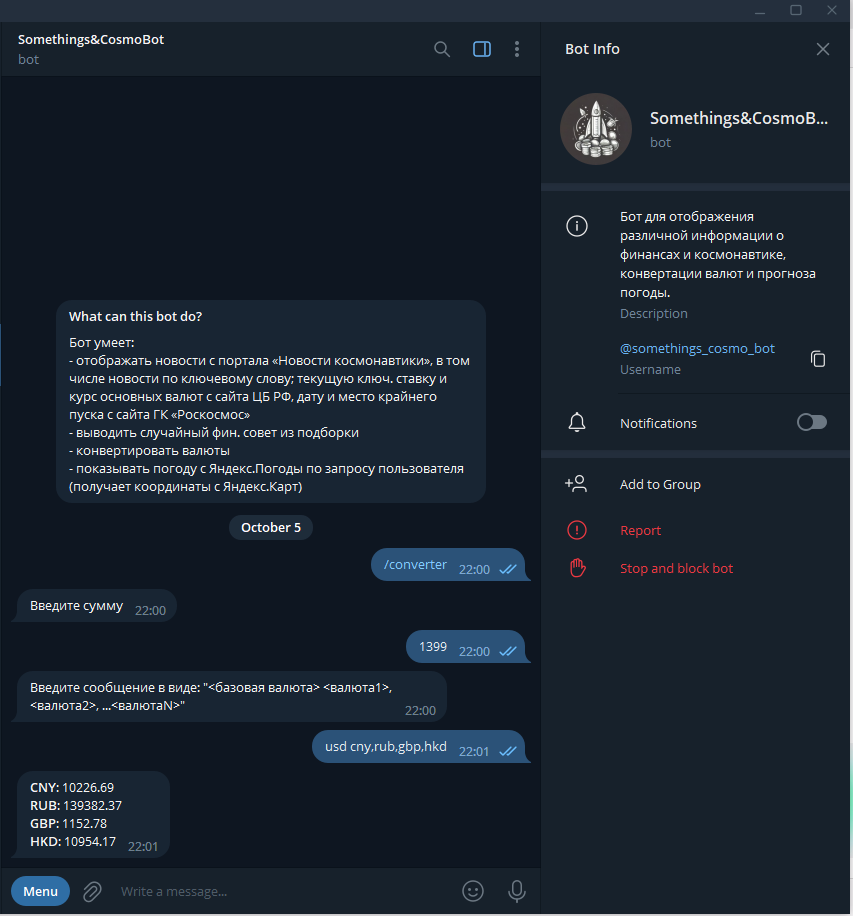 Somethings&CosmoBot
bot
What can this bot do?
Бот умеет:
- отображать новости с портала «Новости космонавтики», в том
числе новости по ключевому слову; текущую ключ. ставку и
курс основных валют с сайта ЦБ РФ, дату и место крайнего
пуска с сайта ГК «Роскосмос»
- выводить случайный фин. совет из подборки
- конвертировать валюты
- показывать погоду с Яндекс.Погоды по запросу пользователя
(получает координаты с Яндекс.Карт)
October 5
/converter 22:00
Введите сумму 22:00
1399 22:00
Введите сообщение в виде: "<базовая валюта> <валюта1>,
<валюта2>, ...<валютаN>"
22:00
usd cny,rub,gbp,hkd 22:01
CNY: 10226.69
RUB: 139382.37
GBP: 1152.78
HKD: 10954.17 22:01
Menu
Write a message...
Bot Info
Somethings&CosmoB...
bot
Бот для отображения
различной информации о
финансах и космонавтике,
конвертации валют и прогноза
погоды.
Description
@somethings_cosmo_bot
Username
Notifications
Add to Group
Report
Stop and block bot